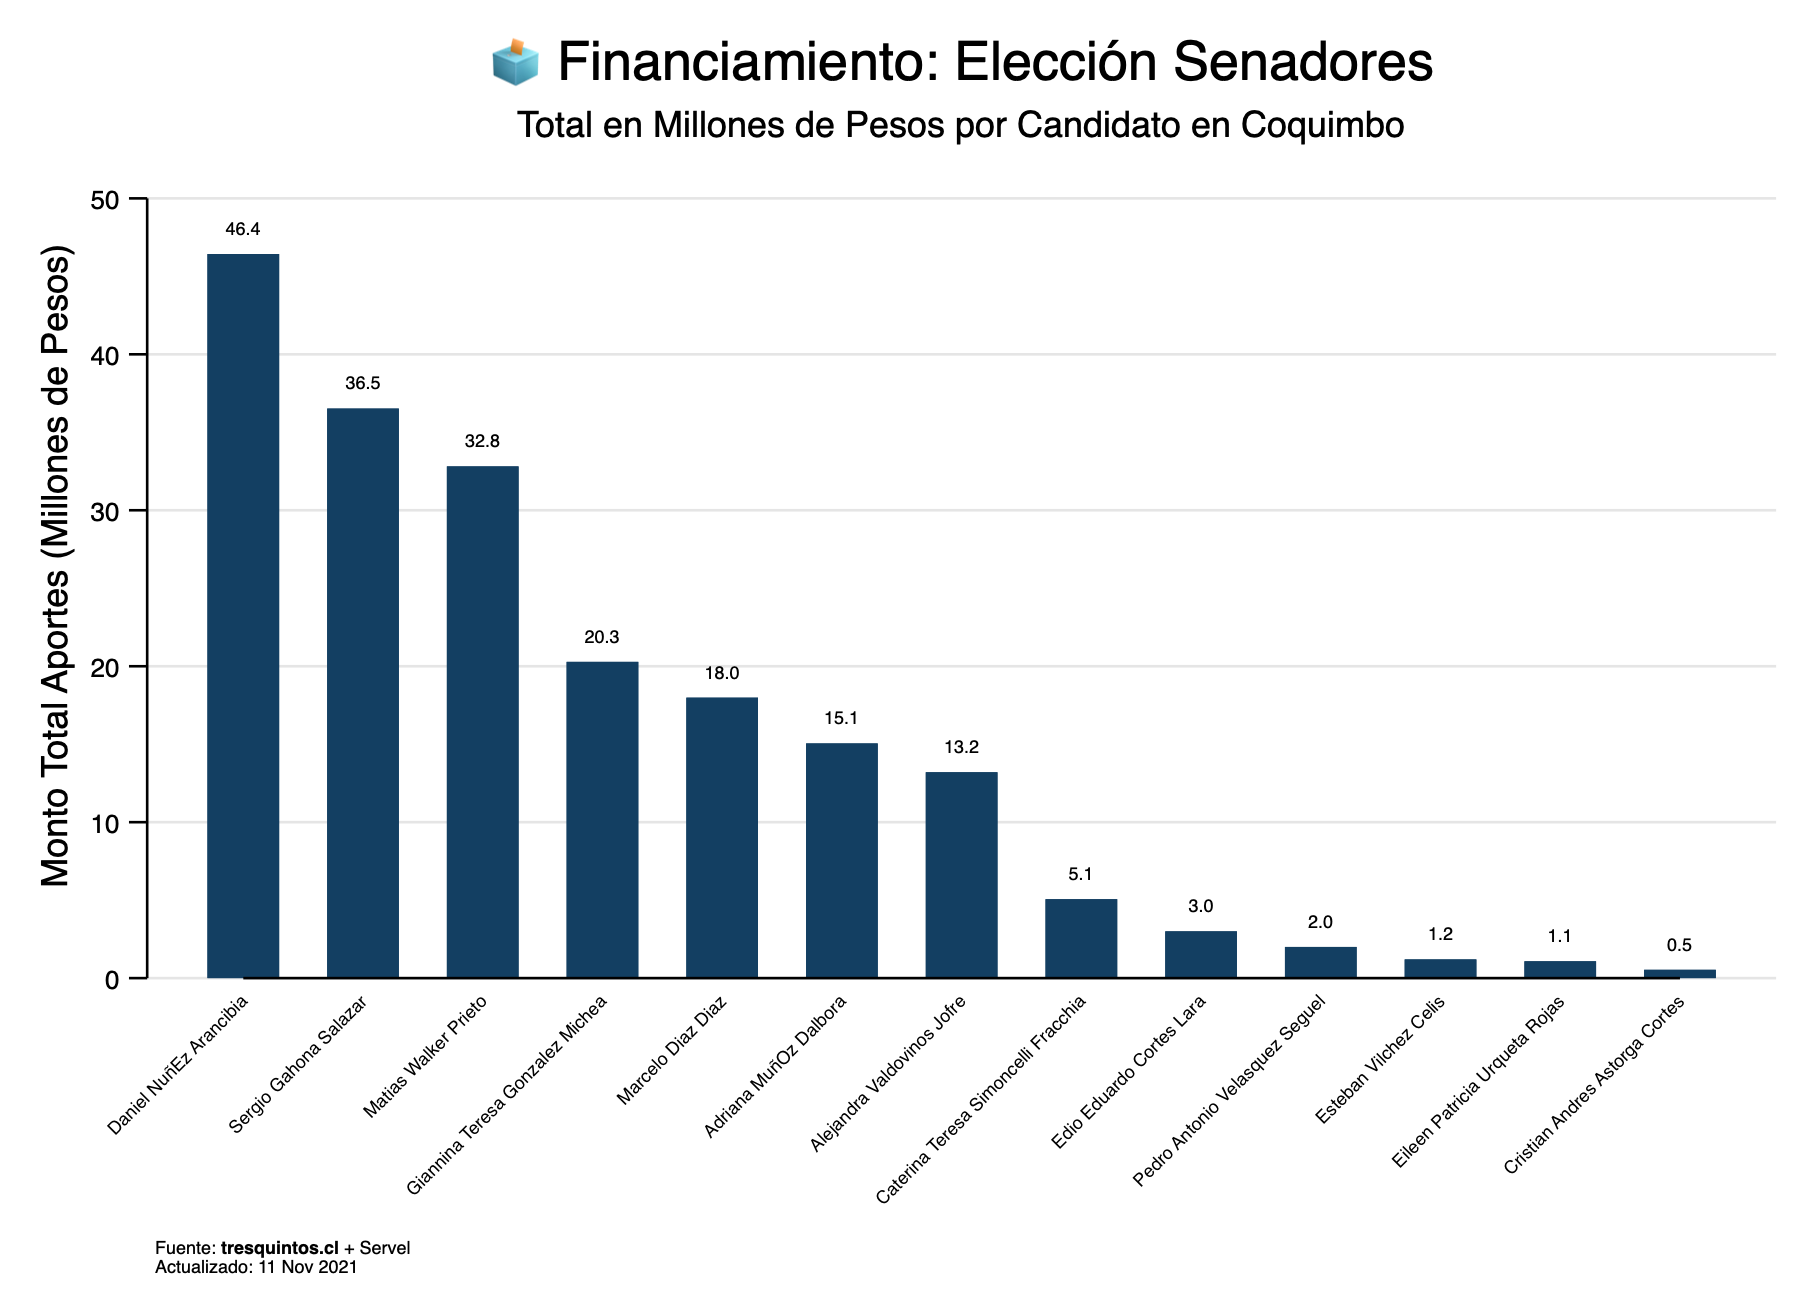 Financiamiento: Elección Senadores
Total en Millones de Pesos por Candidato en Coquimbo
Monto Total Aportes (Millones de Pesos)
50
40
30
20
10
0
46.4
36.5
32.8
20.3
18.0
15.1
13.2
5.1
3.0
2.0
1.2
1.1
0.5
Daniel NuñEz Arancibia
Sergio Gahona Salazar
Matias Walker Prieto
Giannina Teresa Gonzalez Michea
Marcelo Diaz Diaz
Adriana MuñOz Dalbora
Alejandra Valdovinos Jofre
Caterina Teresa Simoncelli Fracchia
Edio Eduardo Cortes Lara
Pedro Antonio Velasquez Seguel
Esteban Vilchez Celis
Eileen Patricia Urqueta Rojas
Cristian Andres Astorga Cortes
Fuente: tresquintos.cl + Servel
Actualizado: 11 Nov 2021